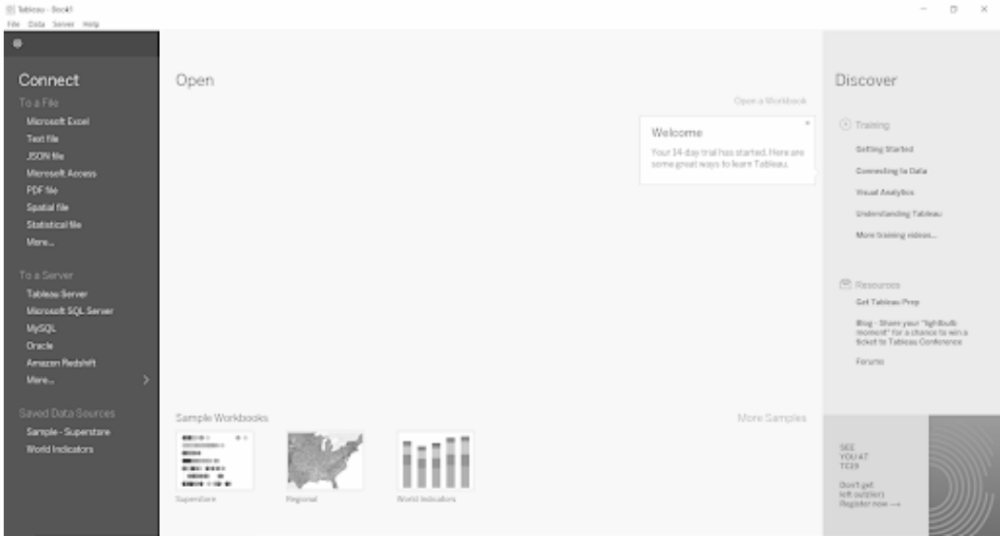 Tableau - Book1
File Data Server Help
Connect
To a File
Microsoft Excel
Text file
JSON file
Microsoft Access
PDF file
Spatial file
Statistical file
More...
To a Server
Tableau Server
Microsoft SQL Server
MySQL
Oracle
Amazon Redshift
More...
Saved Data Sources
Sample - Superstore
World Indicators
Open
Open a Workbook
Welcome
Your 14-day trial has started. Here are
some great ways to learn Tableau.
Sample Workbooks
More Samples
Superstore
Regional
World Indicators
Discover
Training
Getting Started
Connecting to Data
Visual Analytics
Understanding Tableau
More training videos...
Resources
Get Tableau Prep
Blog - Share your "lightbulb
moment" for a chance to win a
ticket to Tableau Conference
Forums
SEE
YOU AT
TC19
Don't get
left out(lier)
Register now →